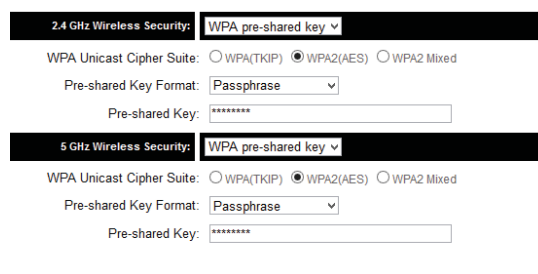 2.4 GHz Wireless Security: WPA pre-shared key
WPA Unicast Cipher Suite: WPA(TKIP) WPA2(AES) WPA2 Mixed
Pre-shared Key Format: Passphrase
Pre-shared Key: ********
5 GHz Wireless Security: WPA pre-shared key
WPA Unicast Cipher Suite: WPA(TKIP) WPA2(AES) WPA2 Mixed
Pre-shared Key Format: Passphrase
Pre-shared Key: ********